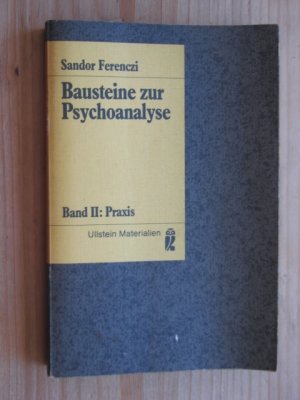 Sandor Ferenczi
Bausteine zur
Psychoanalyse
Band II: Praxis
Ullstein Materialien